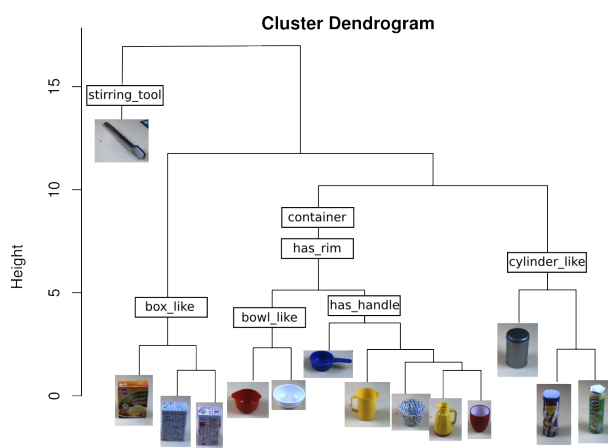 Cluster Dendrogram
15
stirring_tool
10
container
has_rim
Height
cylinder_like
5
box_like
has_handle
bowl_like
0